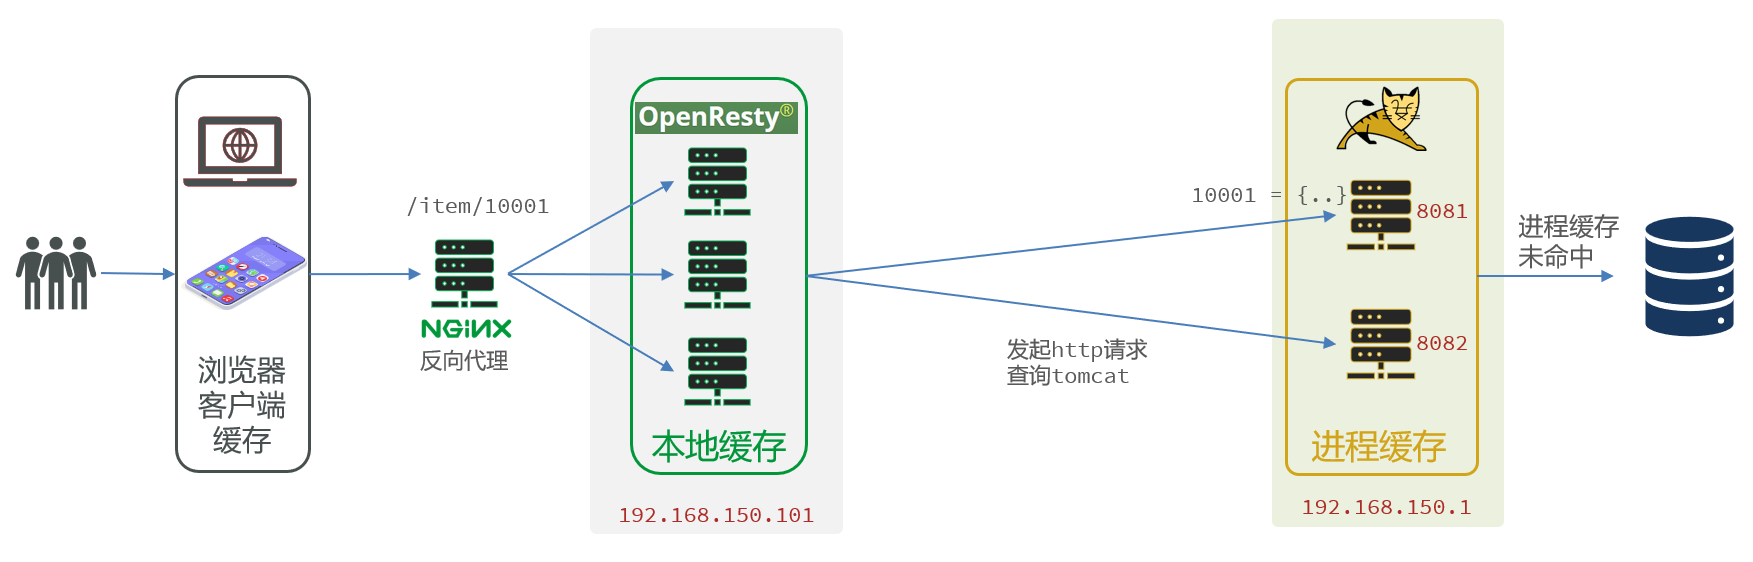 浏览器
客户端
缓存
/item/10001
NGINX
反向代理
OpenResty®
本地缓存
192.168.150.101
发起http请求
查询tomcat
10001 = {..}
8081
8082
进程缓存
192.168.150.1
进程缓存
未命中